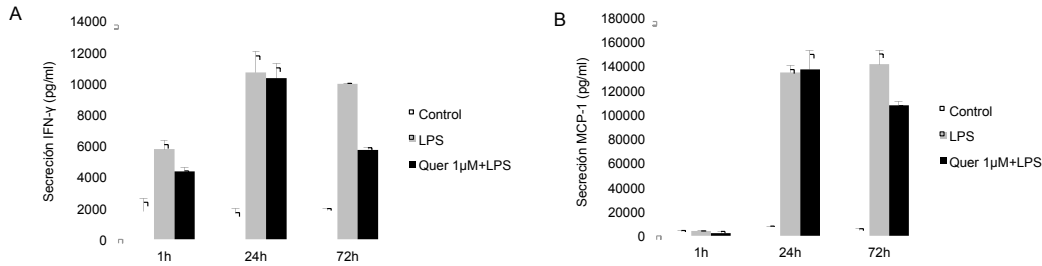 A
Secreción IFN-γ (pg/ml)
14000
12000
10000
8000
6000
4000
2000
0
1h 24h 72h
Control
LPS
Quer 1µM+LPS
B
Secreción MCP-1 (pg/ml)
180000
160000
140000
120000
100000
80000
60000
40000
20000
0
1h 24h 72h
Control
LPS
Quer 1µM+LPS